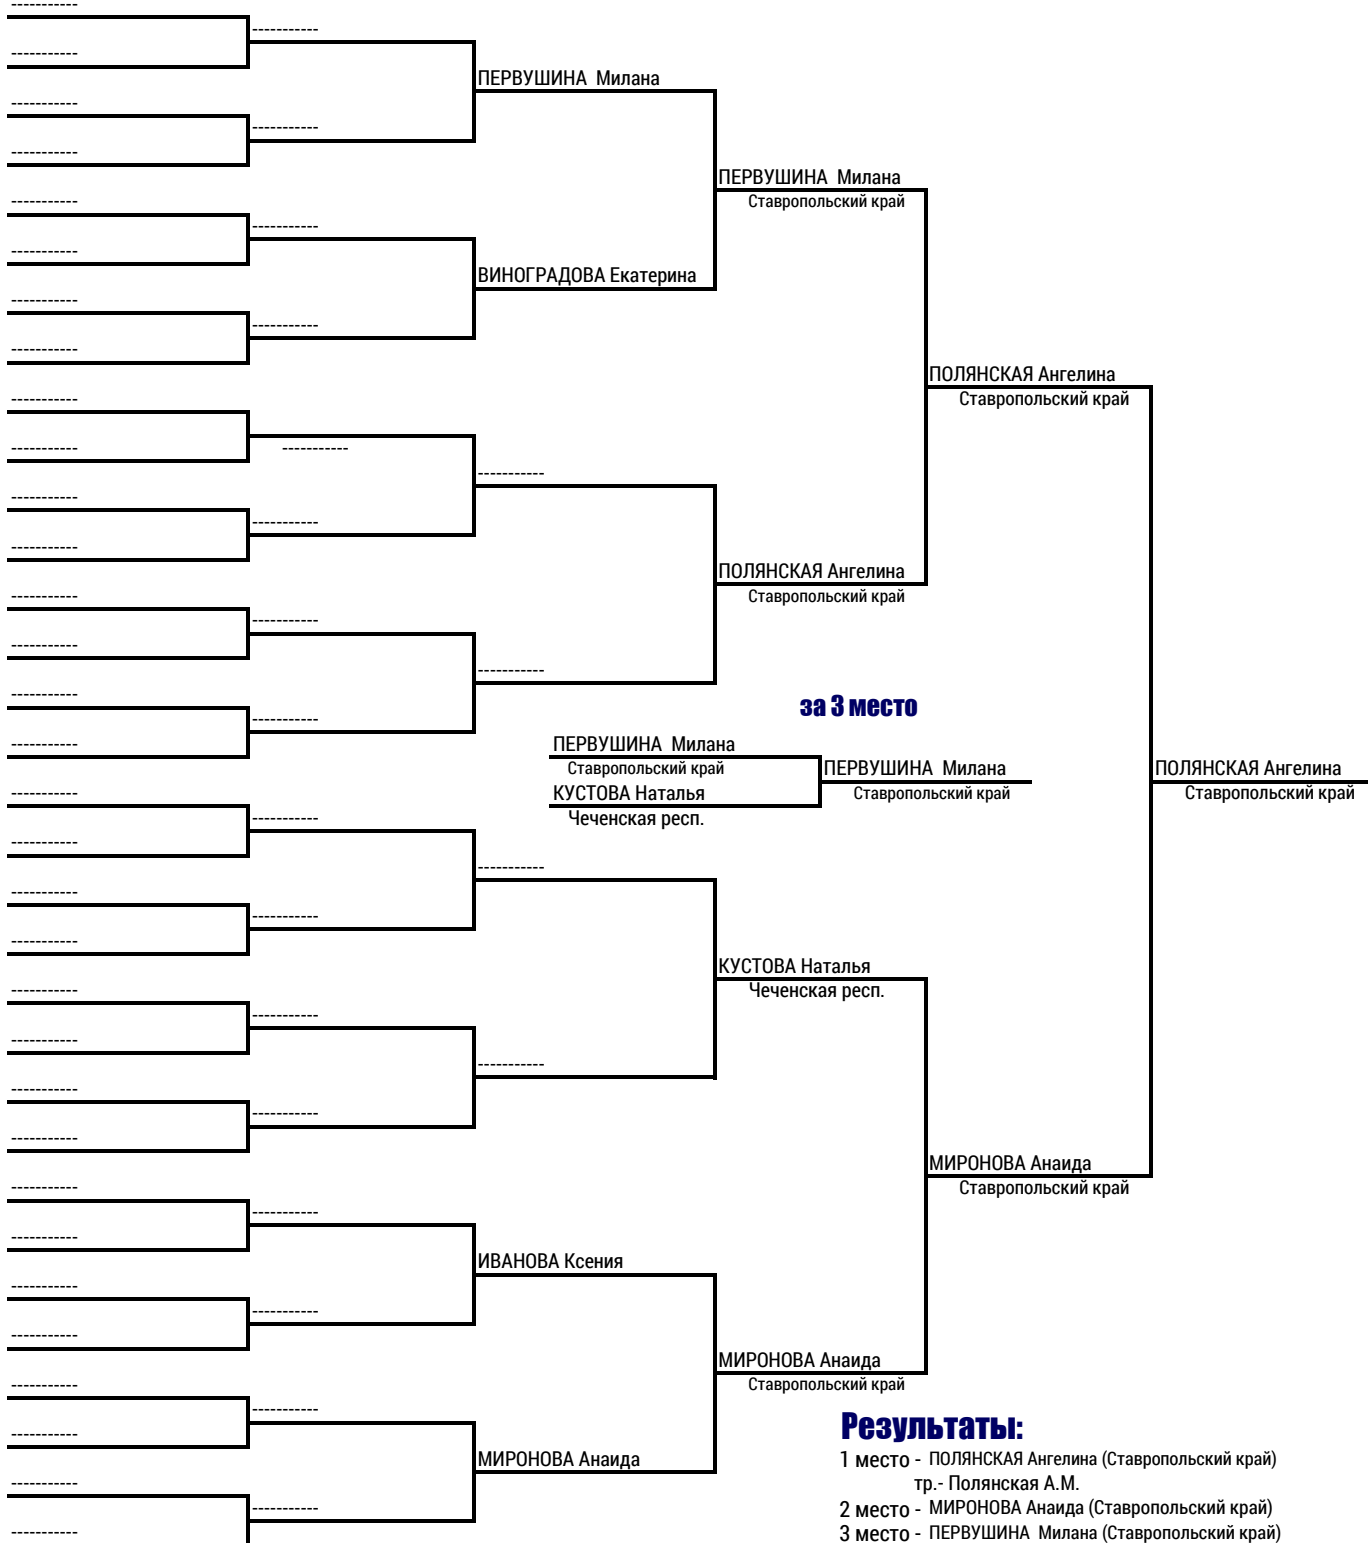 -----------
-----------
-----------
ПЕРВУШИНА  Милана
-----------
-----------
-----------
ПЕРВУШИНА  Милана
-----------
Ставропольский край
-----------
-----------
ВИНОГРАДОВА Екатерина
-----------
-----------
-----------
ПОЛЯНСКАЯ Ангелина
-----------
Ставропольский край
-----------
-----------
-----------
-----------
-----------
-----------
ПОЛЯНСКАЯ Ангелина
-----------
Ставропольский край
-----------
-----------
-----------
-----------
за 3 место
-----------
-----------
ПЕРВУШИНА  Милана
Ставропольский край
ПЕРВУШИНА  Милана
ПОЛЯНСКАЯ Ангелина
-----------
КУСТОВА Наталья
Ставропольский край
Ставропольский край
-----------
Чеченская респ.
-----------
-----------
-----------
-----------
-----------
КУСТОВА Наталья
-----------
Чеченская респ.
-----------
-----------
-----------
-----------
-----------
-----------
МИРОНОВА Анаида
-----------
Ставропольский край
-----------
-----------
ИВАНОВА Ксения
-----------
-----------
-----------
МИРОНОВА Анаида
-----------
Ставропольский край
-----------
-----------
МИРОНОВА Анаида
-----------
-----------
-----------
Результаты:
1 место - ПОЛЯНСКАЯ Ангелина (Ставропольский край)
тр.- Полянская А.М.
2 место - МИРОНОВА Анаида (Ставропольский край)
3 место - ПЕРВУШИНА  Милана (Ставропольский край)